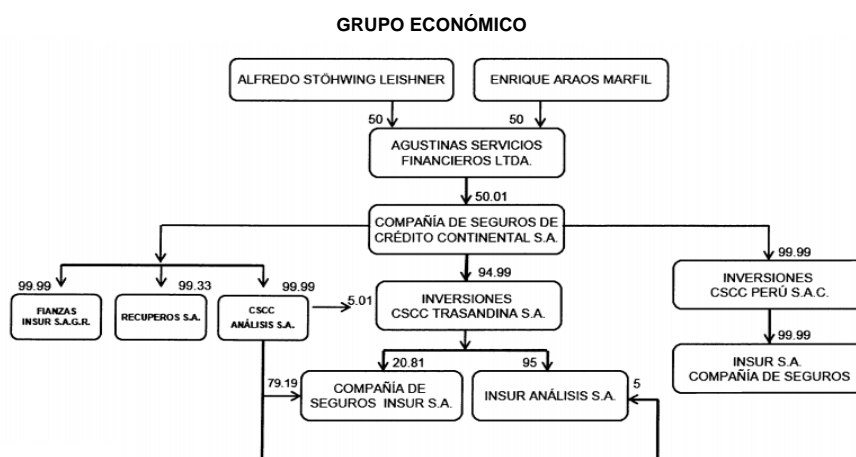 GRUPO ECONÓMICO
ALFREDO STÖHWING LEISHNER
ENRIQUE ARAOS MARFIL
50
50
AGUSTINAS SERVICIOS
FINANCIEROS LTDA.
50.01
COMPAÑÍA DE SEGUROS DE
CRÉDITO CONTINENTAL S.A.
99.99
99.33
99.99
94.99
99.99
FIANZAS
INSUR S.A.G.R.
RECUPEROS S.A.
CSCC
ANÁLISIS S.A.
5.01
INVERSIONES
CSCC TRASANDINA S.A.
INVERSIONES
CSCC PERÚ S.A.C.
99.99
20.81
95
79.19
COMPAÑÍA DE
SEGUROS INSUR S.A.
INSUR ANÁLISIS S.A.
5
INSUR S.A.
COMPAÑÍA DE SEGUROS